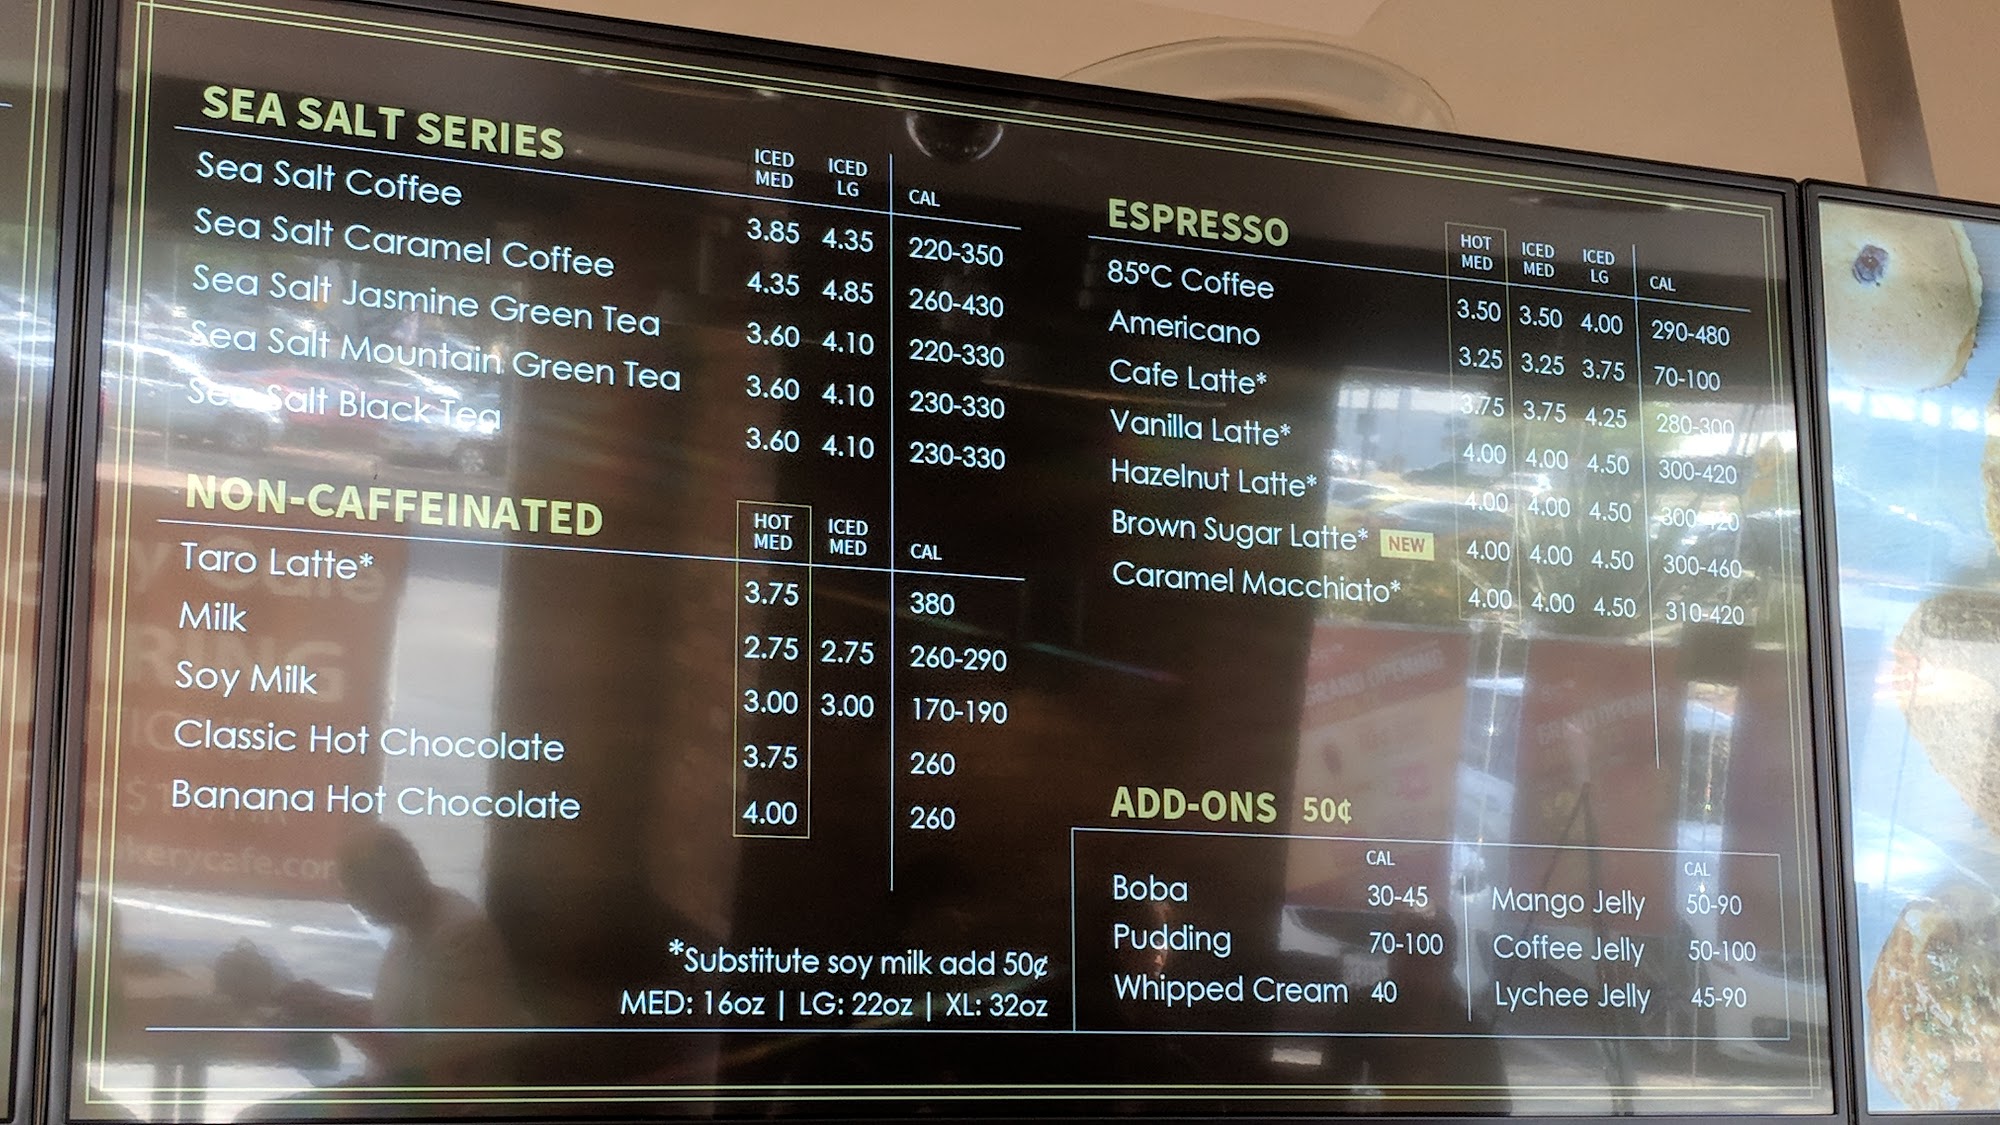 SEA SALT SERIES
ICED MED ICED LG CAL
Sea Salt Coffee 3.85 4.35 220-350
Sea Salt Caramel Coffee 4.35 4.85 260-430
Sea Salt Jasmine Green Tea 3.60 4.10 220-330
Sea Salt Mountain Green Tea 3.60 4.10 230-330
Sea Salt Black Tea 3.60 4.10 230-330
NON-CAFFEINATED
HOT MED ICED MED CAL
Taro Latte* 3.75 380
Milk 2.75 2.75 260-290
Soy Milk 3.00 3.00 170-190
Classic Hot Chocolate 3.75 260
Banana Hot Chocolate 4.00 260
*Substitute soy milk add 50¢
MED: 16oz | LG: 22oz | XL: 32oz
ESPRESSO
HOT MED ICED MED ICED LG CAL
85°C Coffee 3.50 3.50 4.00 290-480
Americano 3.25 3.25 3.75 70-100
Cafe Latte* 3.75 3.75 4.25 280-300
Vanilla Latte* 4.00 4.00 4.50 300-420
Hazelnut Latte* 4.00 4.00 4.50 300-420
Brown Sugar Latte* NEW 4.00 4.00 4.50 300-460
Caramel Macchiato* 4.00 4.00 4.50 310-420
ADD-ONS 50¢
CAL CAL
Boba 30-45 Mango Jelly 50-90
Pudding 70-100 Coffee Jelly 50-100
Whipped Cream 40 Lychee Jelly 45-90
GRAND OPENING